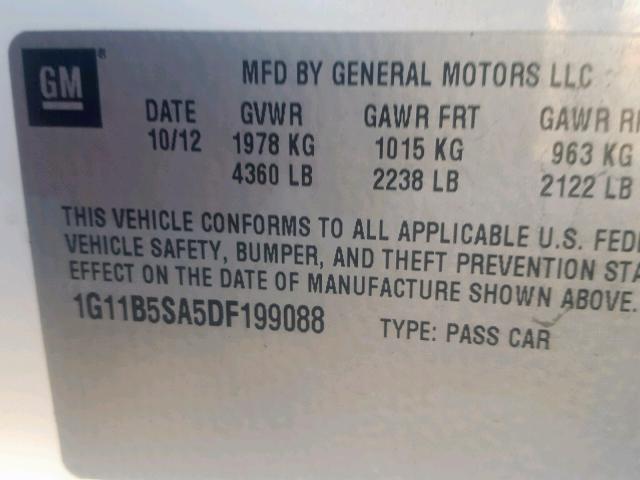 GM®
MFD BY GENERAL MOTORS LLC
DATE GVWR GAWR FRT GAWR
10/12 1978 KG 1015 KG 963 KG
4360 LB 2238 LB 2122 LB
THIS VEHICLE CONFORMS TO ALL APPLICABLE U.S.
VEHICLE SAFETY, BUMPER, AND THEFT PREVENTION
EFFECT ON THE DATE OF MANUFACTURE SHOWN ABOVE.
1G11B5SA5DF199088 TYPE: PASS CAR